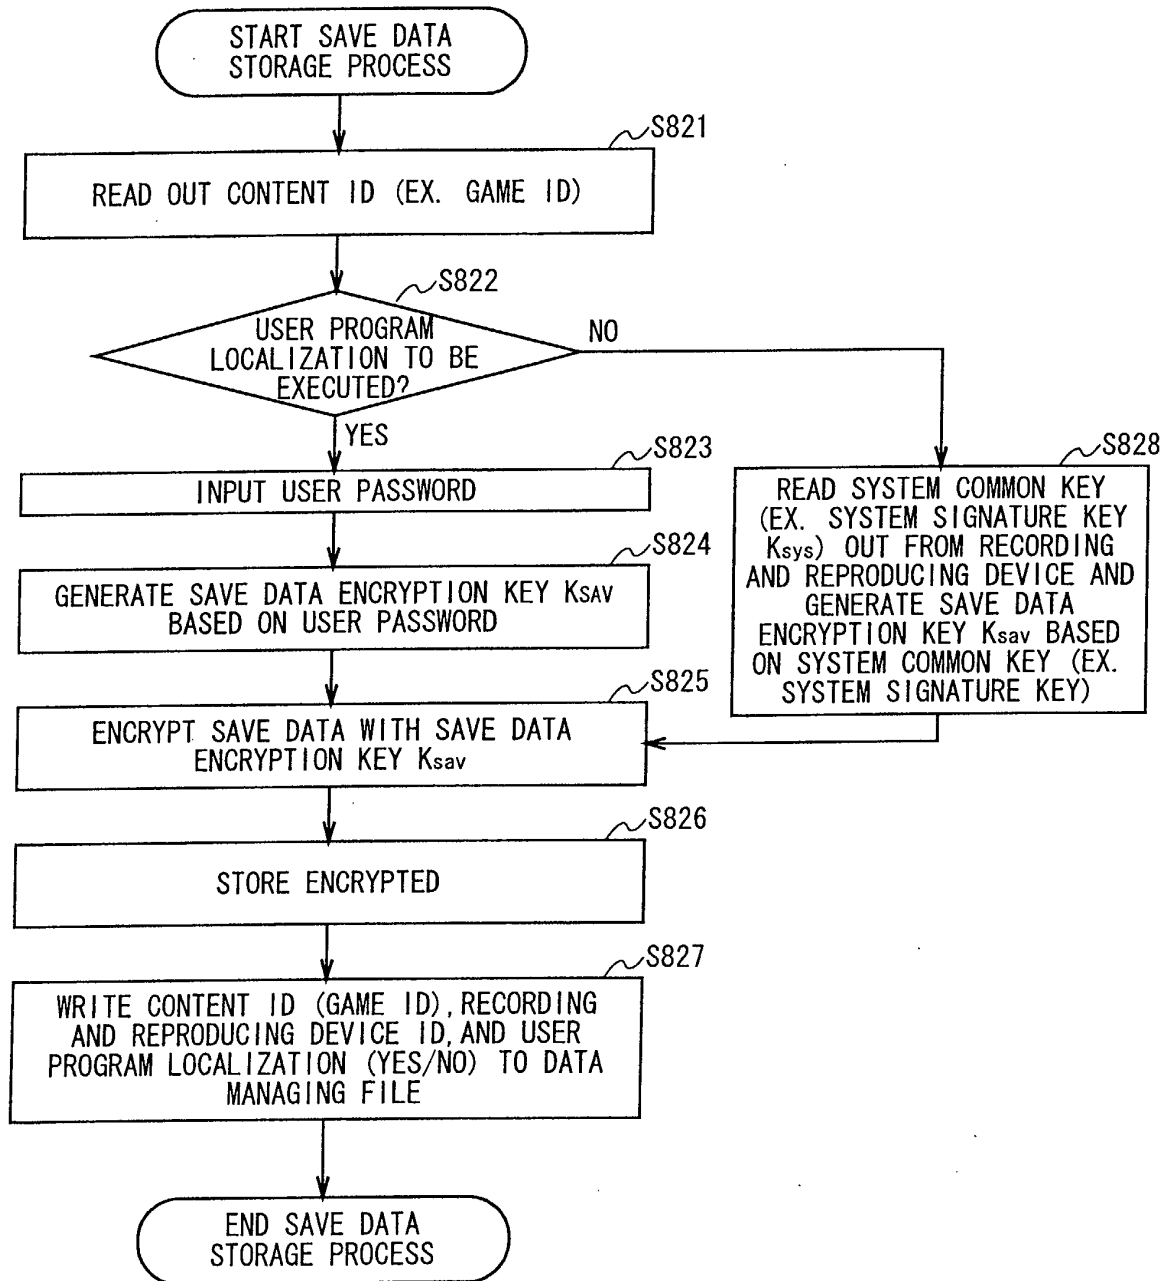 START SAVE DATA
STORAGE PROCESS
S821
READ OUT CONTENT ID (EX. GAME ID)
S822
USER PROGRAM
LOCALIZATION TO BE
EXECUTED?
NO
YES
S823
INPUT USER PASSWORD
S824
GENERATE SAVE DATA ENCRYPTION KEY KSAV
BASED ON USER PASSWORD
S828
READ SYSTEM COMMON KEY
(EX. SYSTEM SIGNATURE KEY
Ksys) OUT FROM RECORDING
AND REPRODUCING DEVICE AND
GENERATE SAVE DATA
ENCRYPTION KEY Ksav BASED
ON SYSTEM COMMON KEY (EX.
SYSTEM SIGNATURE KEY)
S825
ENCRYPT SAVE DATA WITH SAVE DATA
ENCRYPTION KEY Ksav
S826
STORE ENCRYPTED
S827
WRITE CONTENT ID (GAME ID), RECORDING
AND REPRODUCING DEVICE ID, AND USER
PROGRAM LOCALIZATION (YES/NO) TO DATA
MANAGING FILE
END SAVE DATA
STORAGE PROCESS